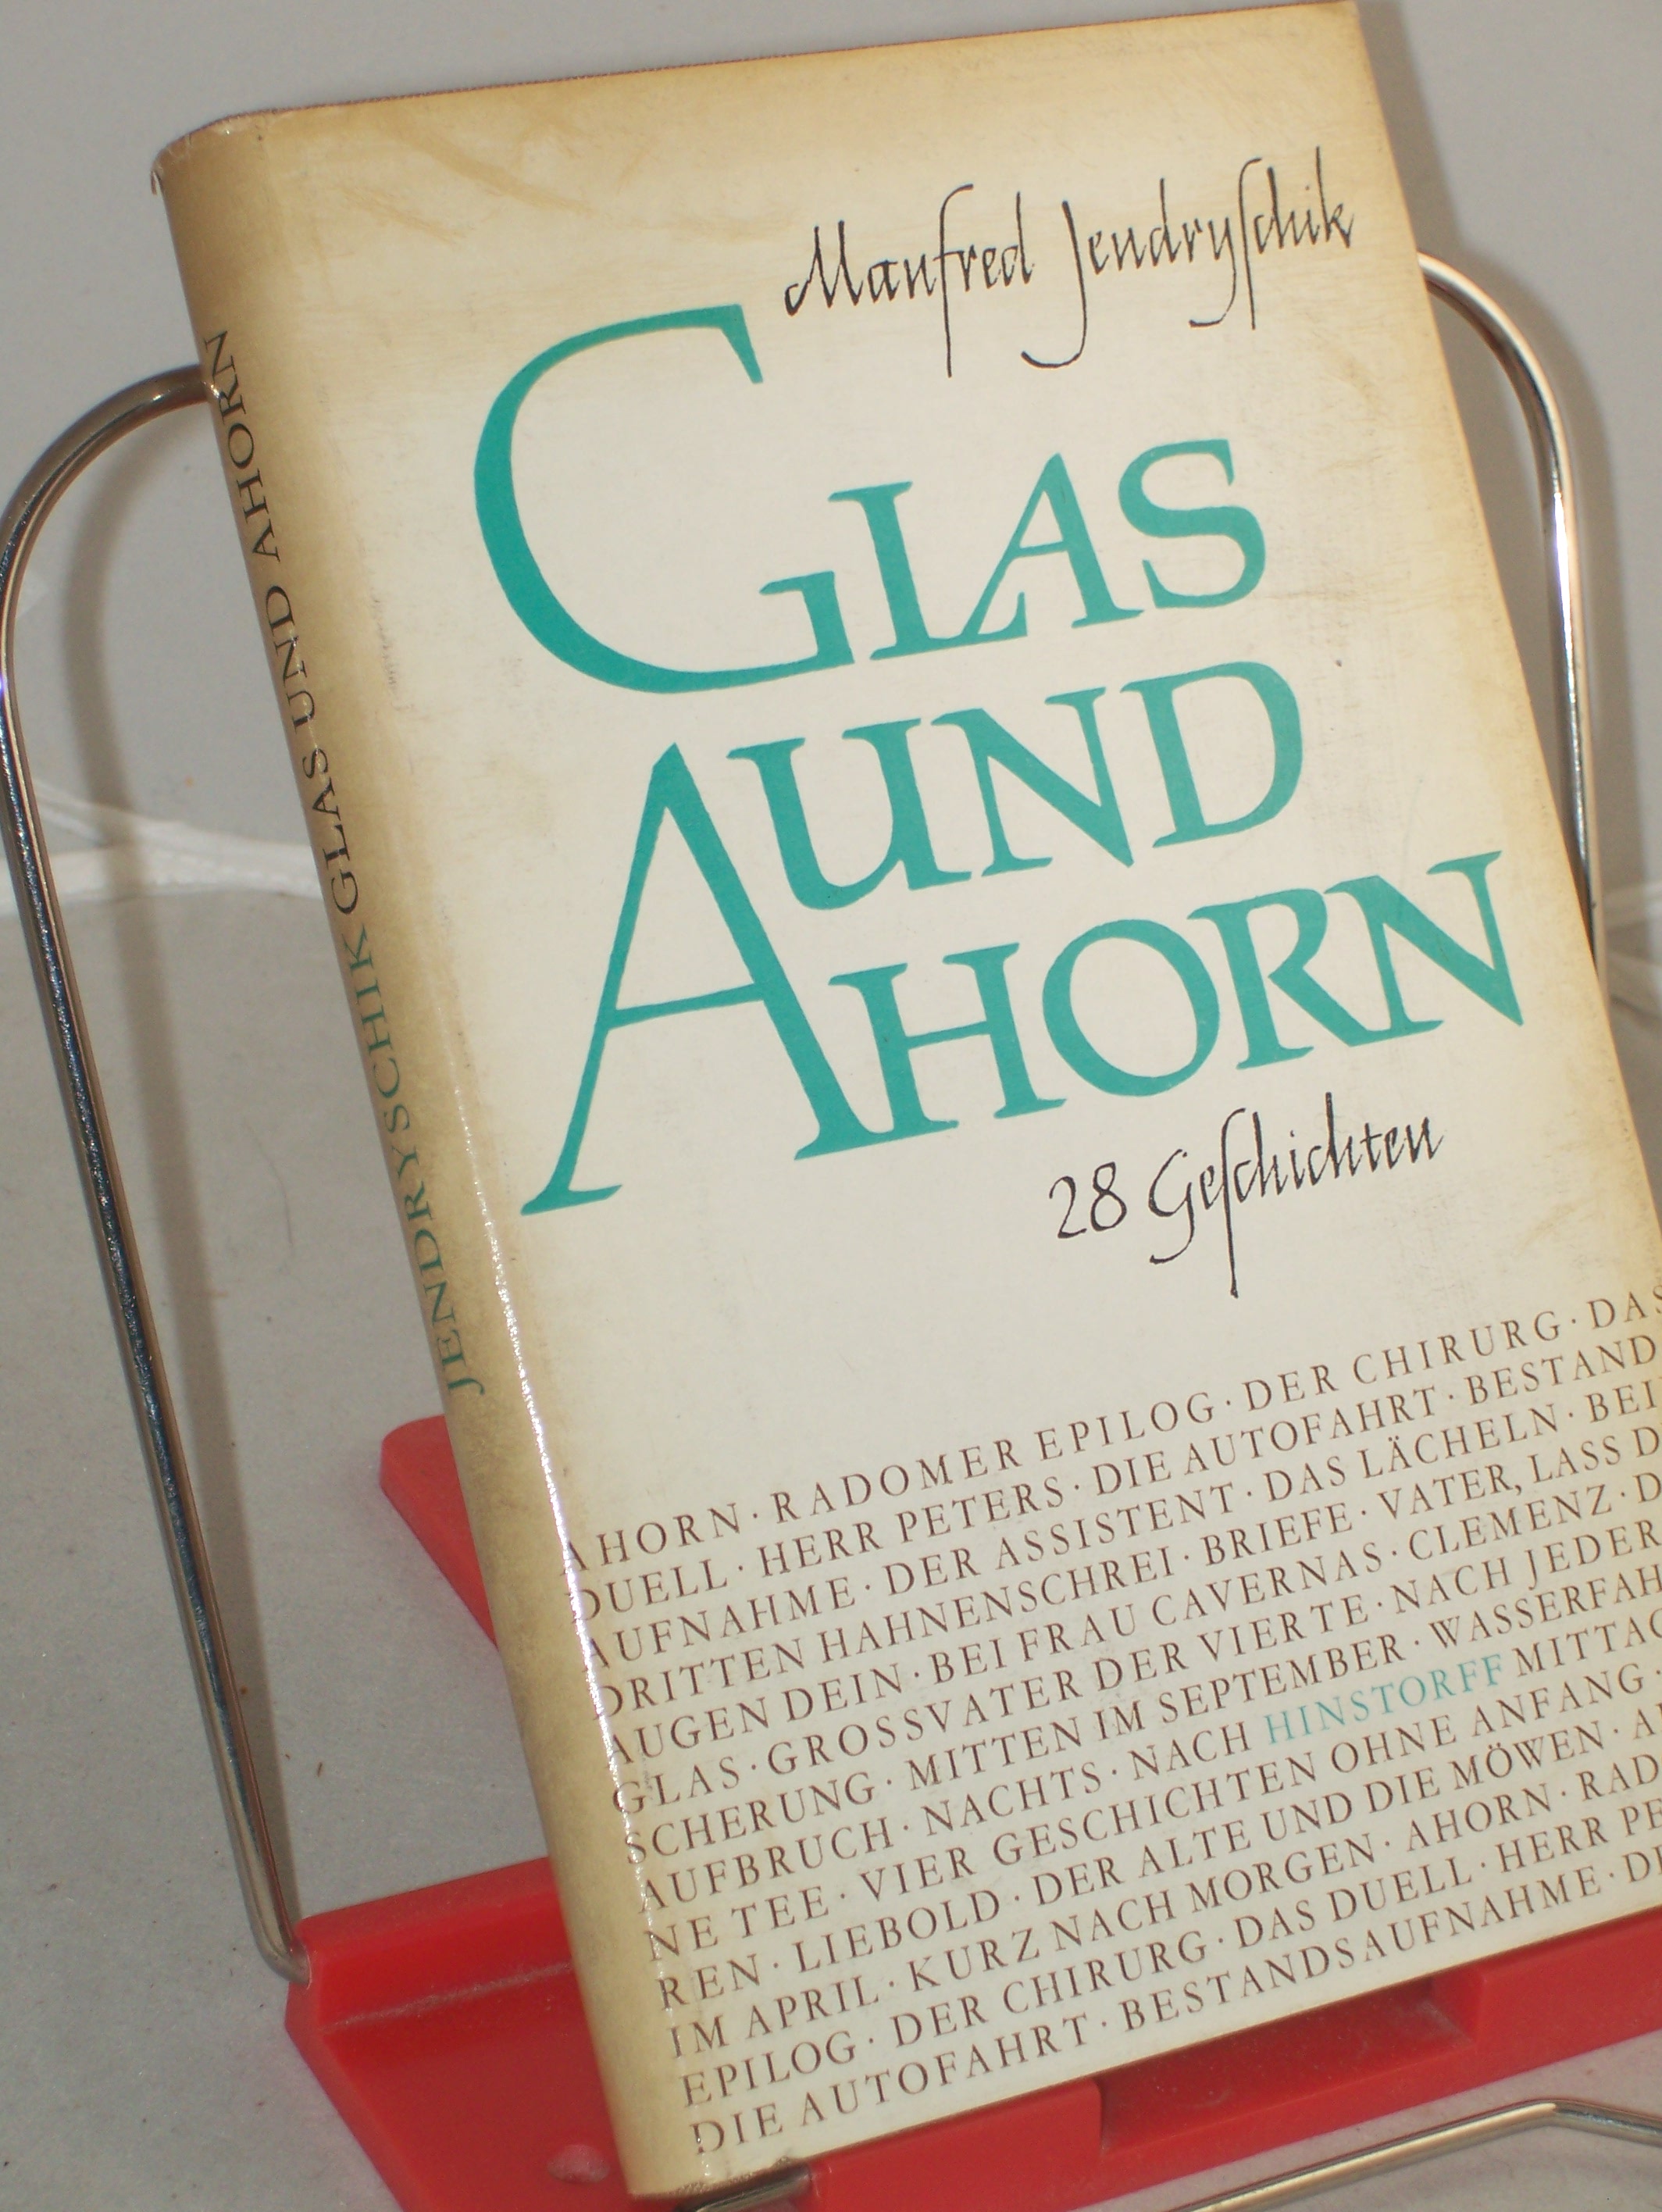 JENDRYSCHIK GLAS UND AHORN
Manfred Jendryschik
GLAS
UND
AHORN
28 Geschichten
AHORN · RADOMER EPILOG · DER CHIRURG · DAS
DUELL · HERR PETERS · DIE AUTOFAHRT · BESTAND
AUFNAHME · DER ASSISTENT · DAS LÄCHELN · BEI
DRITTEN HAHNENSCHREI · BRIEFE · VATER, LASS D
AUGEN DEIN · BEI FRAU CAVERNAS · CLEMENZ · D
GLAS · GROSSVATER DER VIERTE · NACH JEDER
SCHERUNG · MITTEN IM SEPTEMBER · WASSERFAH
AUFBRUCH · NACHTS · NACH HINSTORFF MITTAG
NE TEE · VIER GESCHICHTEN OHNE ANFANG ·
REN · LIEBOLD · DER ALTE UND DIE MÖWEN · A
IM APRIL · KURZ NACH MORGEN · AHORN · RAD
EPILOG · DER CHIRURG · DAS DUELL · HERR PE
DIE AUTOFAHRT · BESTANDSAUFNAHME · DE